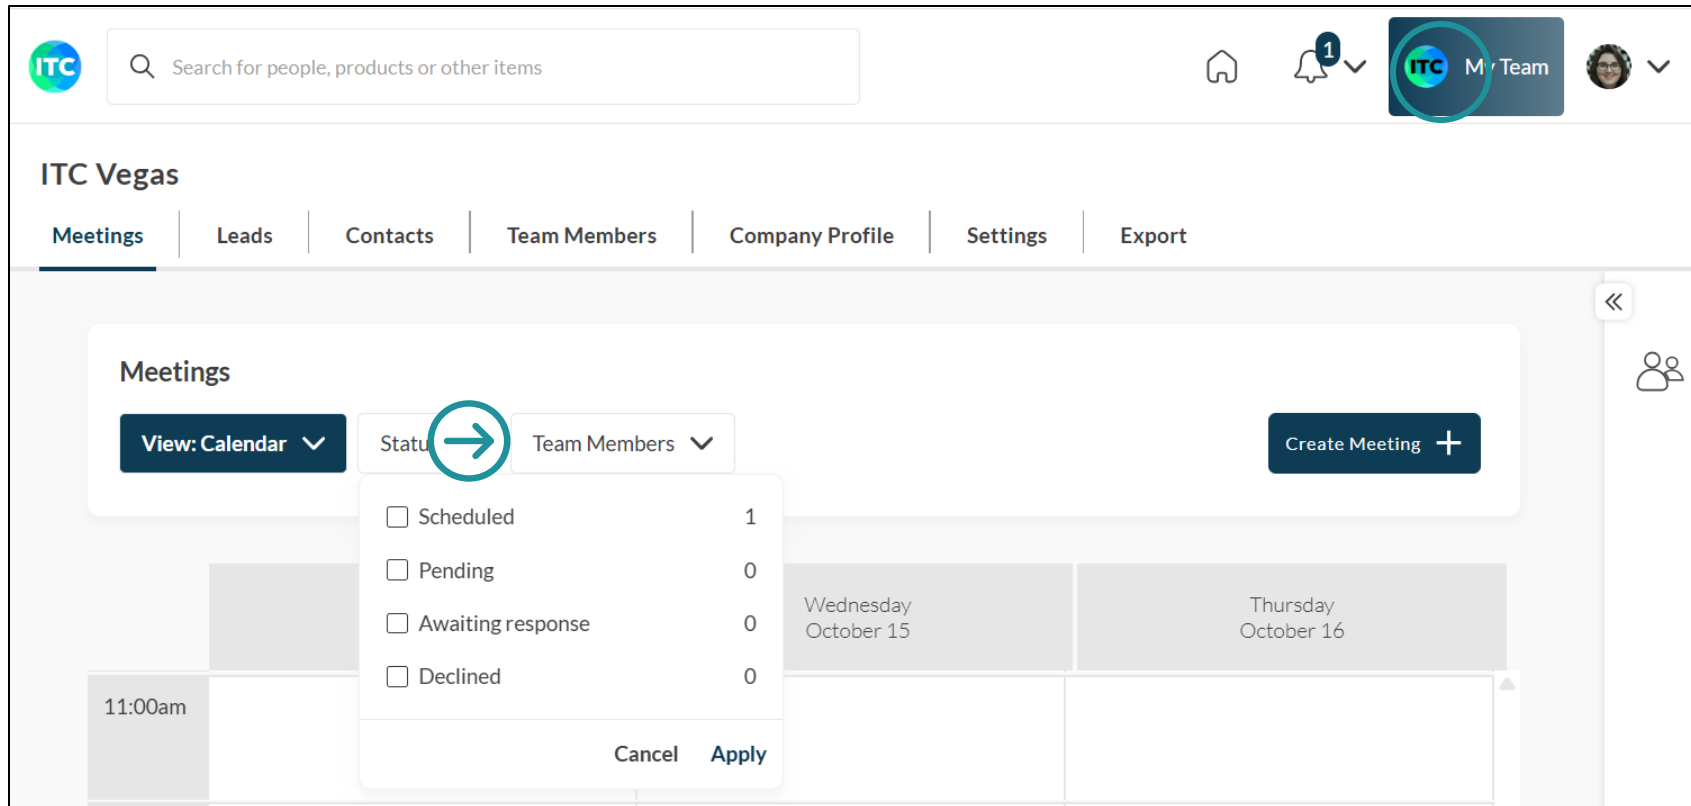 ITC
Search for people, products or other items
1
ITC
My Team
ITC Vegas
Meetings
Leads
Contacts
Team Members
Company Profile
Settings
Export
Meetings
View: Calendar
Statu
Team Members
Create Meeting
Scheduled 1
Pending 0
Awaiting response 0
Declined 0
Cancel
Apply
Wednesday
October 15
Thursday
October 16
11:00am